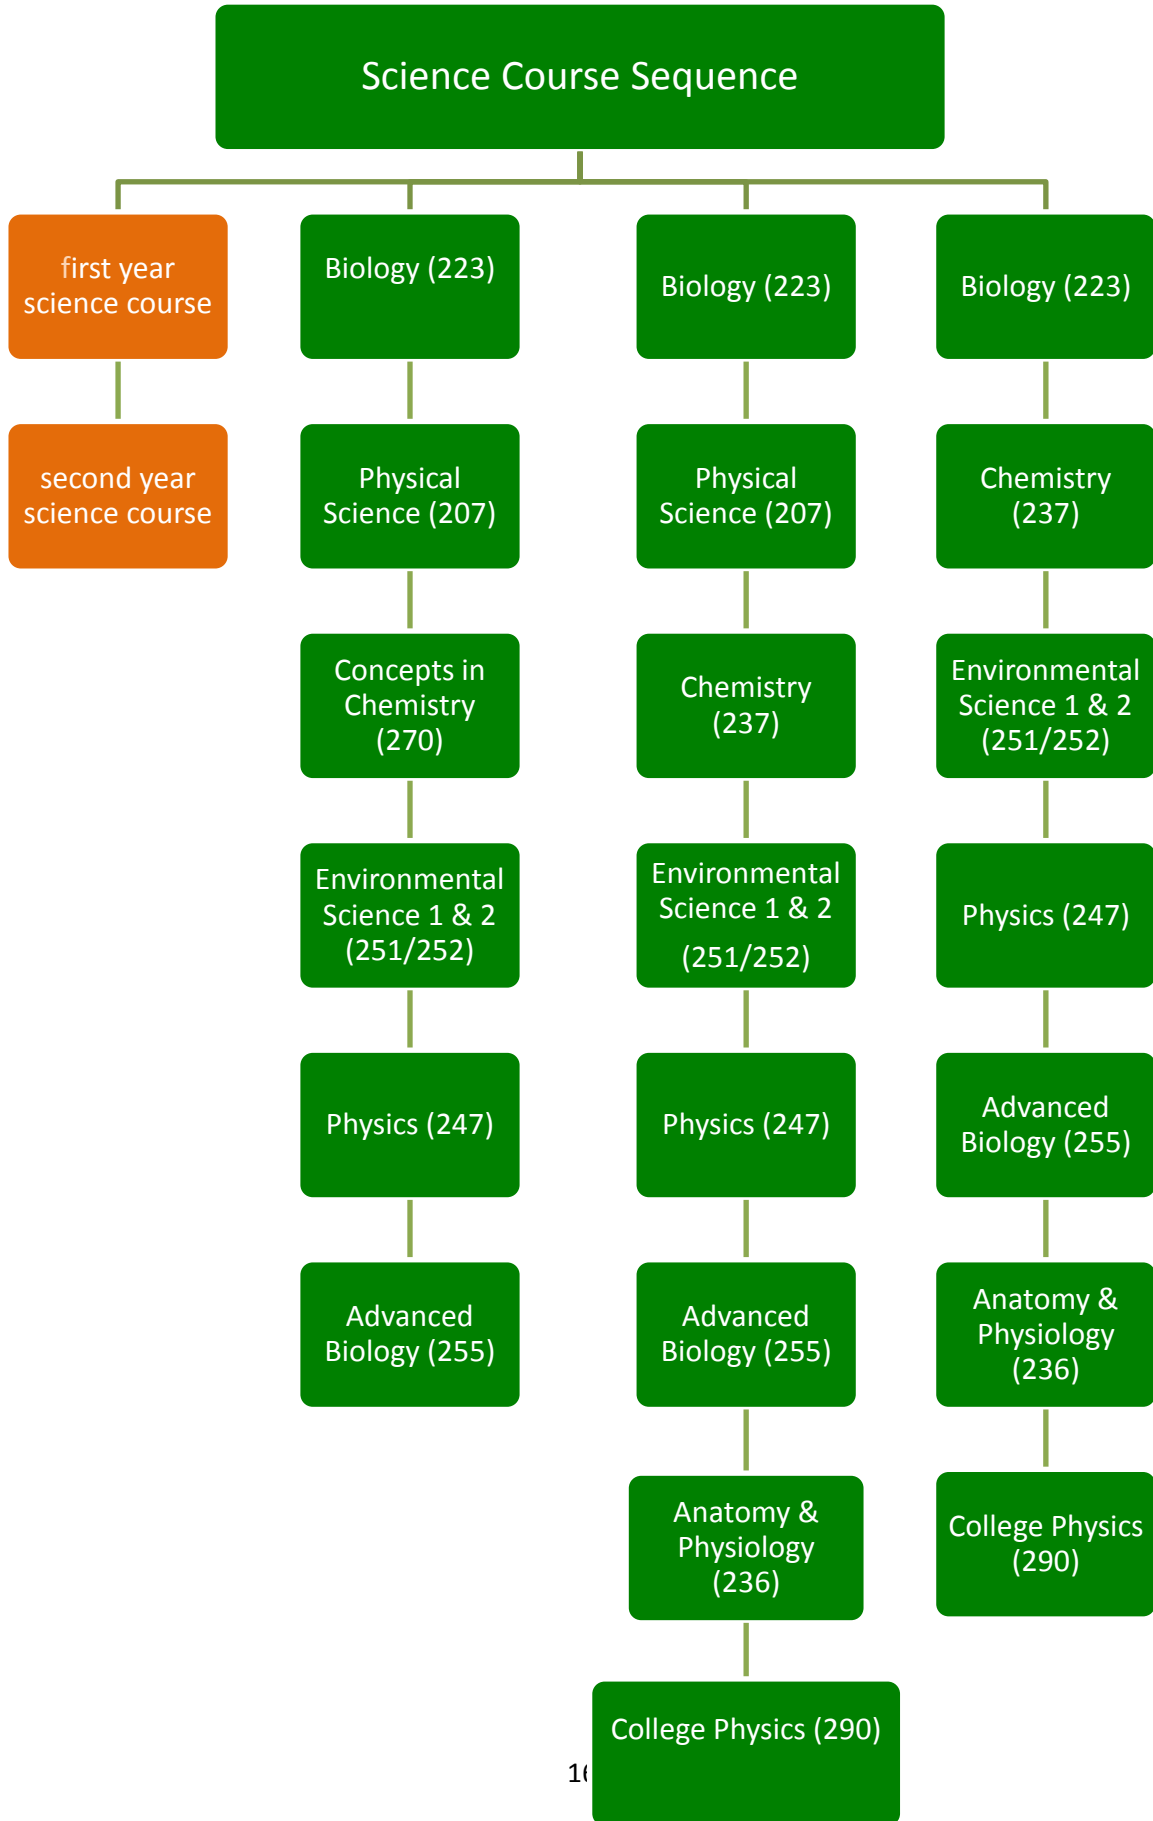 Science Course Sequence
first year
science course
second year
science course
Biology (223)
Physical
Science (207)
Concepts in
Chemistry
(270)
Environmental
Science 1 & 2
(251/252)
Physics (247)
Advanced
Biology (255)
Biology (223)
Physical
Science (207)
Chemistry
(237)
Environmental
Science 1 & 2
(251/252)
Physics (247)
Advanced
Biology (255)
Anatomy &
Physiology
(236)
College Physics (290)
Biology (223)
Chemistry
(237)
Environmental
Science 1 & 2
(251/252)
Physics (247)
Advanced
Biology (255)
Anatomy &
Physiology
(236)
College Physics
(290)